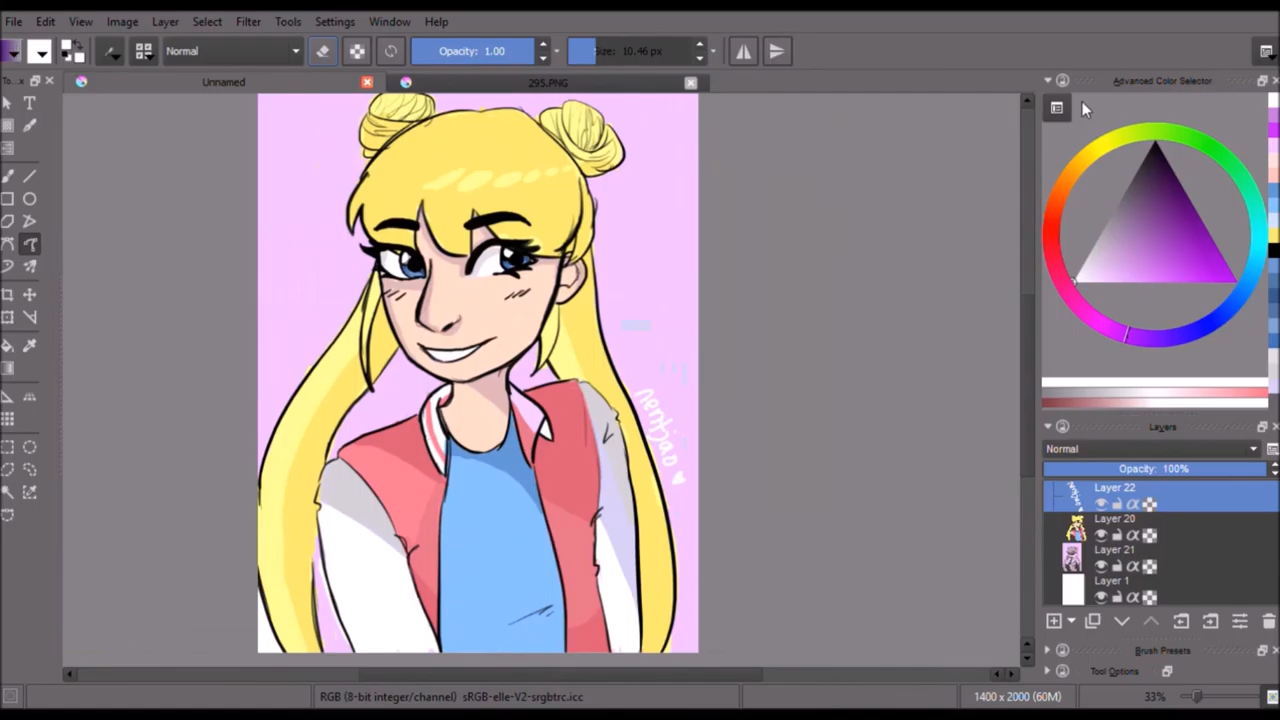 File Edit View Image Layer Select Filter Tools Settings Window Help
Normal Opacity: 1.00 Size: 10.46 px
To...x Unnamed 295.PNG Advanced Color Selector
nentjao
Layers
Normal
Opacity: 100%
Layer 22
Layer 20
Layer 21
Layer 1
Brush Presets
Tool Options
RGB (8-bit integer/channel) sRGB-elle-V2-srgbtrc.icc 1400 x 2000 (60M) 33%